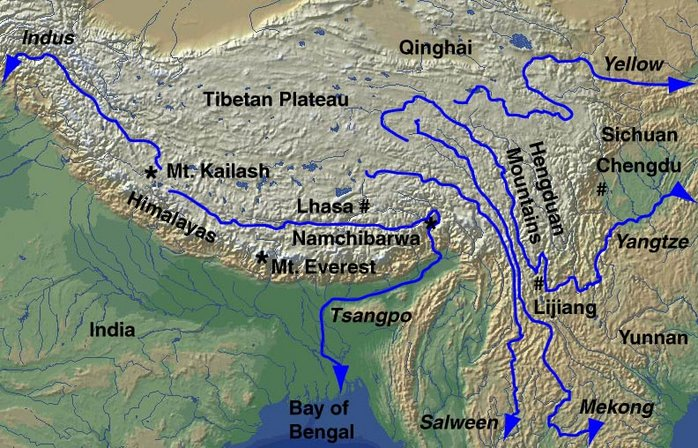 Indus
Qinghai
Yellow
Tibetan Plateau
Sichuan
Chengdu
#
Hengduan
Mountains
* Mt. Kailash
Himalayas
Lhasa #
Namchibarwa
*
* Mt. Everest
Yangtze
#
Lijiang
Tsangpo
India
Yunnan
Bay of
Bengal
Salween
Mekong